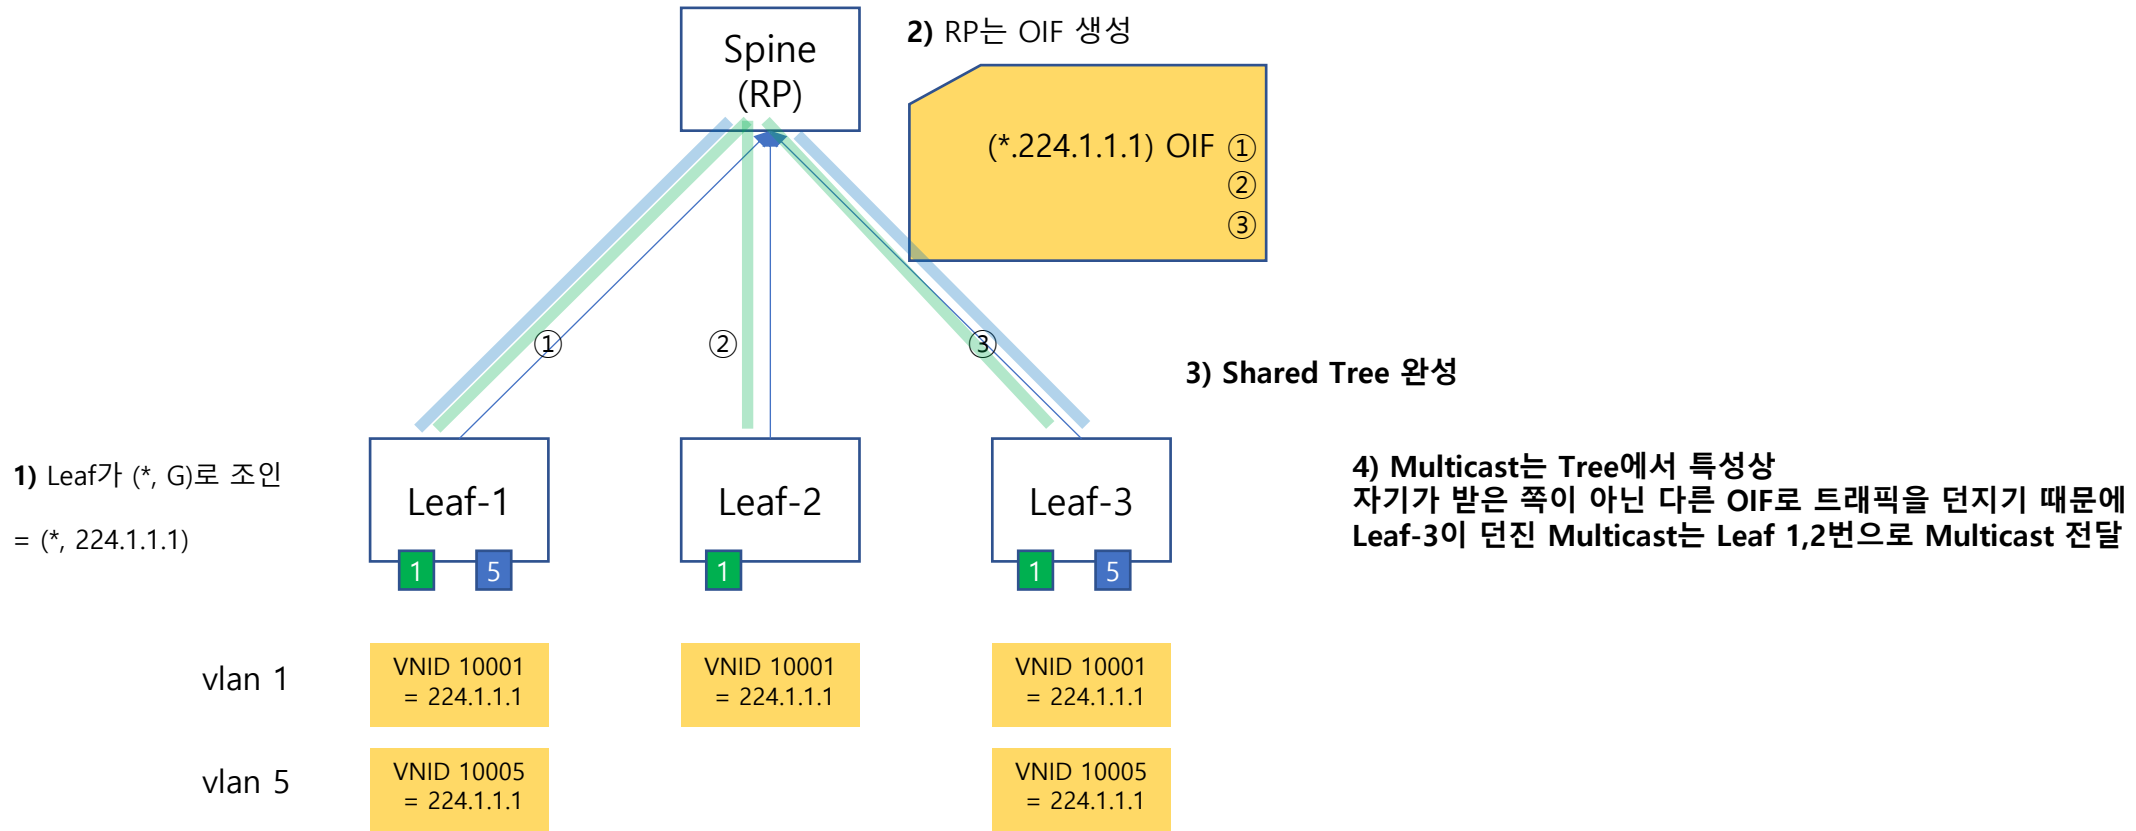 Spine
(RP)
2) RP는 OIF 생성
(*.224.1.1.1) OIF ①
②
③
①
②
③
3) Shared Tree 완성
1) Leaf가 (*, G)로 조인
= (*, 224.1.1.1)
Leaf-1
Leaf-2
Leaf-3
4) Multicast는 Tree에서 특성상
자기가 받은 쪽이 아닌 다른 OIF로 트래픽을 던지기 때문에
Leaf-3이 던진 Multicast는 Leaf 1,2번으로 Multicast 전달
1
5
1
1
5
vlan 1
VNID 10001
= 224.1.1.1
VNID 10001
= 224.1.1.1
VNID 10001
= 224.1.1.1
vlan 5
VNID 10005
= 224.1.1.1
VNID 10005
= 224.1.1.1